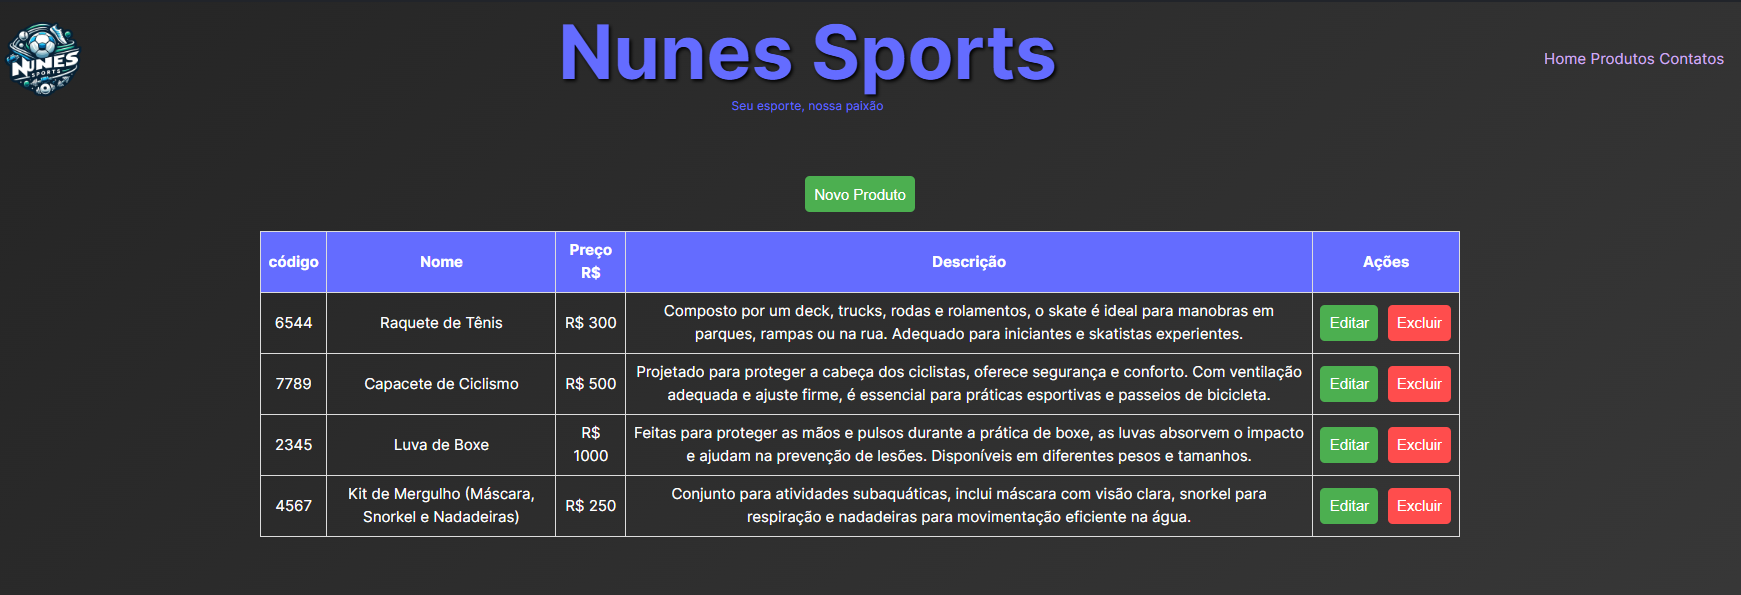 NUNES
SPORTS
Nunes Sports
Seu esporte, nossa paixão
Home Produtos Contatos
Novo Produto
código
Nome
Preço
R$
Descrição
Ações
6544
Raquete de Tênis
R$ 300
Composto por um deck, trucks, rodas e rolamentos, o skate é ideal para manobras em
parques, rampas ou na rua. Adequado para iniciantes e skatistas experientes.
Editar
Excluir
7789
Capacete de Ciclismo
R$ 500
Projetado para proteger a cabeça dos ciclistas, oferece segurança e conforto. Com ventilação
adequada e ajuste firme, é essencial para práticas esportivas e passeios de bicicleta.
Editar
Excluir
2345
Luva de Boxe
R$
1000
Feitas para proteger as mãos e pulsos durante a prática de boxe, as luvas absorvem o impacto
e ajudam na prevenção de lesões. Disponíveis em diferentes pesos e tamanhos.
Editar
Excluir
4567
Kit de Mergulho (Máscara,
Snorkel e Nadadeiras)
R$ 250
Conjunto para atividades subaquáticas, inclui máscara com visão clara, snorkel para
respiração e nadadeiras para movimentação eficiente na água.
Editar
Excluir